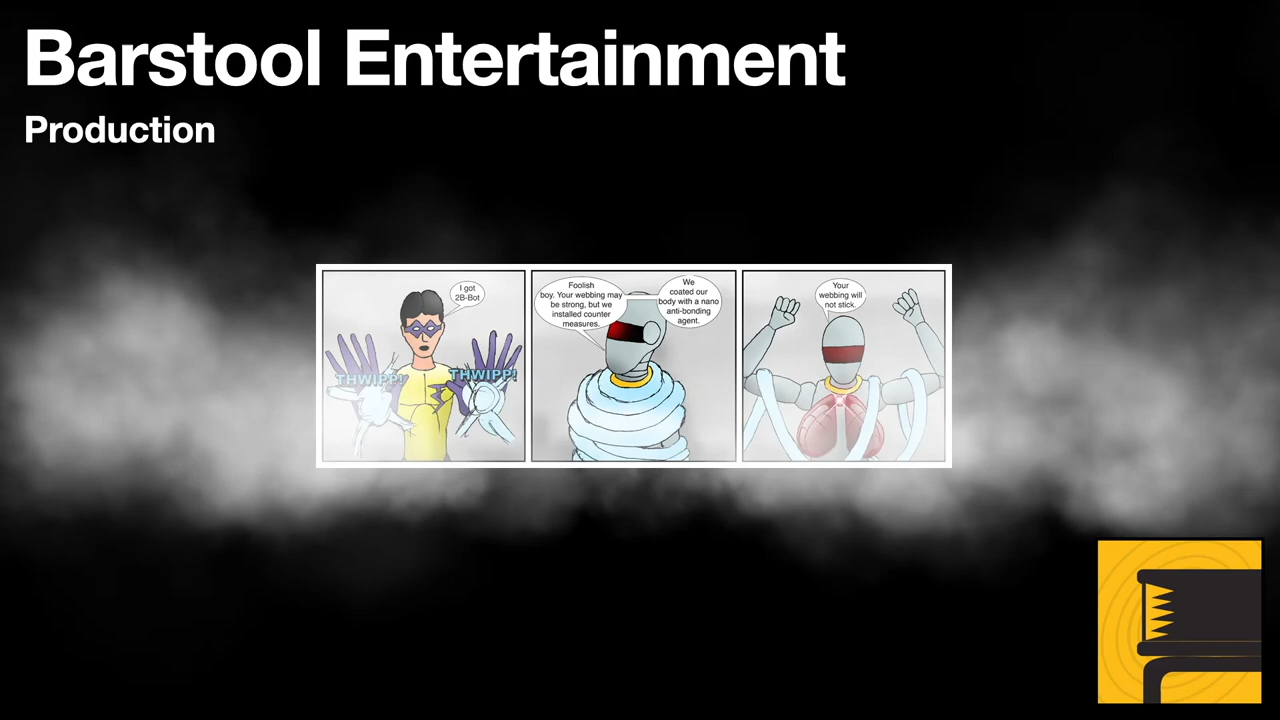 Barstool Entertainment
Production
I got
2B-Bot
THWIPP!
THWIPP!
Foolish
boy. Your webbing may
be strong, but we
installed counter
measures.
We
coated our
body with a nano
anti-bonding
agent.
Your
webbing will
not stick.